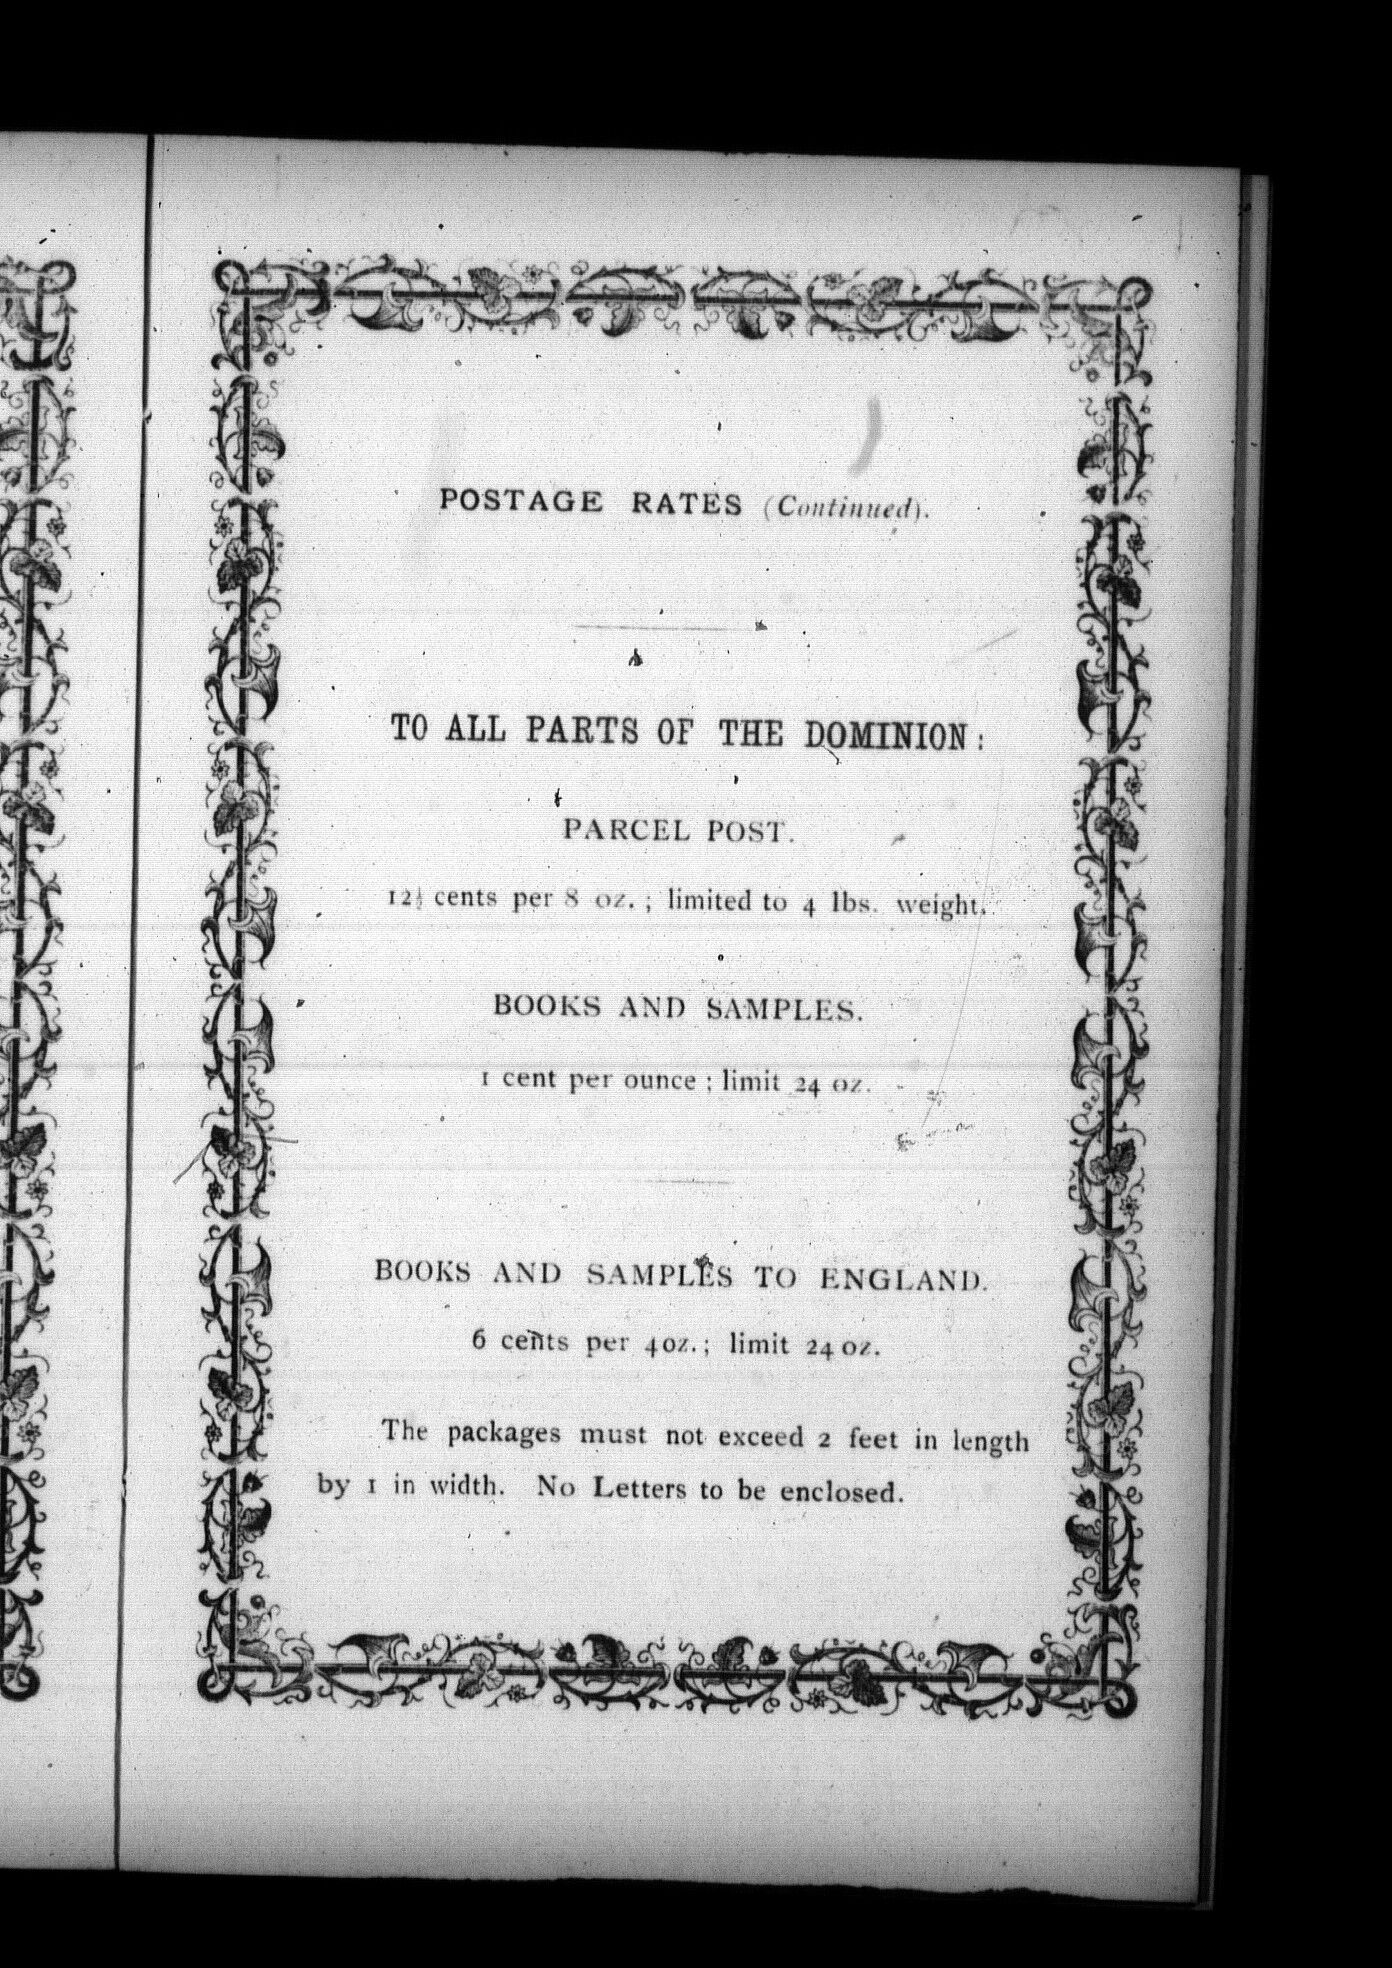 POSTAGE RATES (Continued).
TO ALL PARTS OF THE DOMINION:
PARCEL POST.
12½ cents per 8 oz.; limited to 4 lbs. weight.
BOOKS AND SAMPLES.
1 cent per ounce; limit 24 oz.
BOOKS AND SAMPLES TO ENGLAND.
6 cents per 4 oz.; limit 24 oz.
The packages must not exceed 2 feet in length
by 1 in width. No Letters to be enclosed.